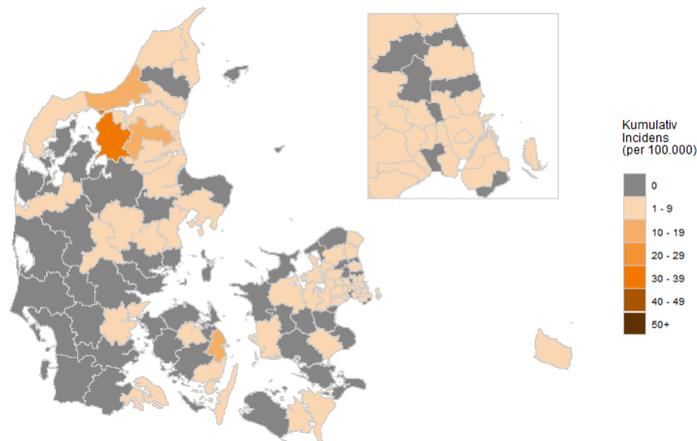 Kumulativ
Incidens
(per 100.000)
0
1 - 9
10 - 19
20 - 29
30 - 39
40 - 49
50+